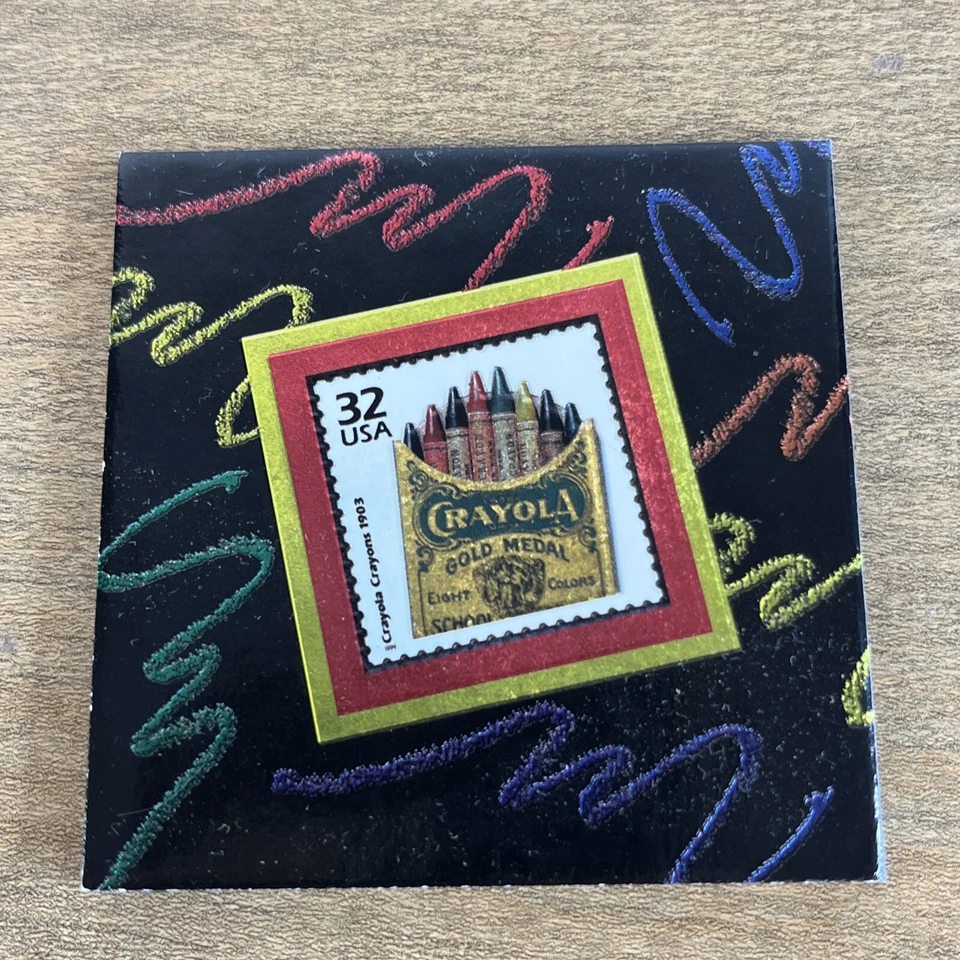 32
USA
Crayola Crayons 1903
CRAYOLA
GOLD MEDAL
EIGHT COLORS
SCHOOL